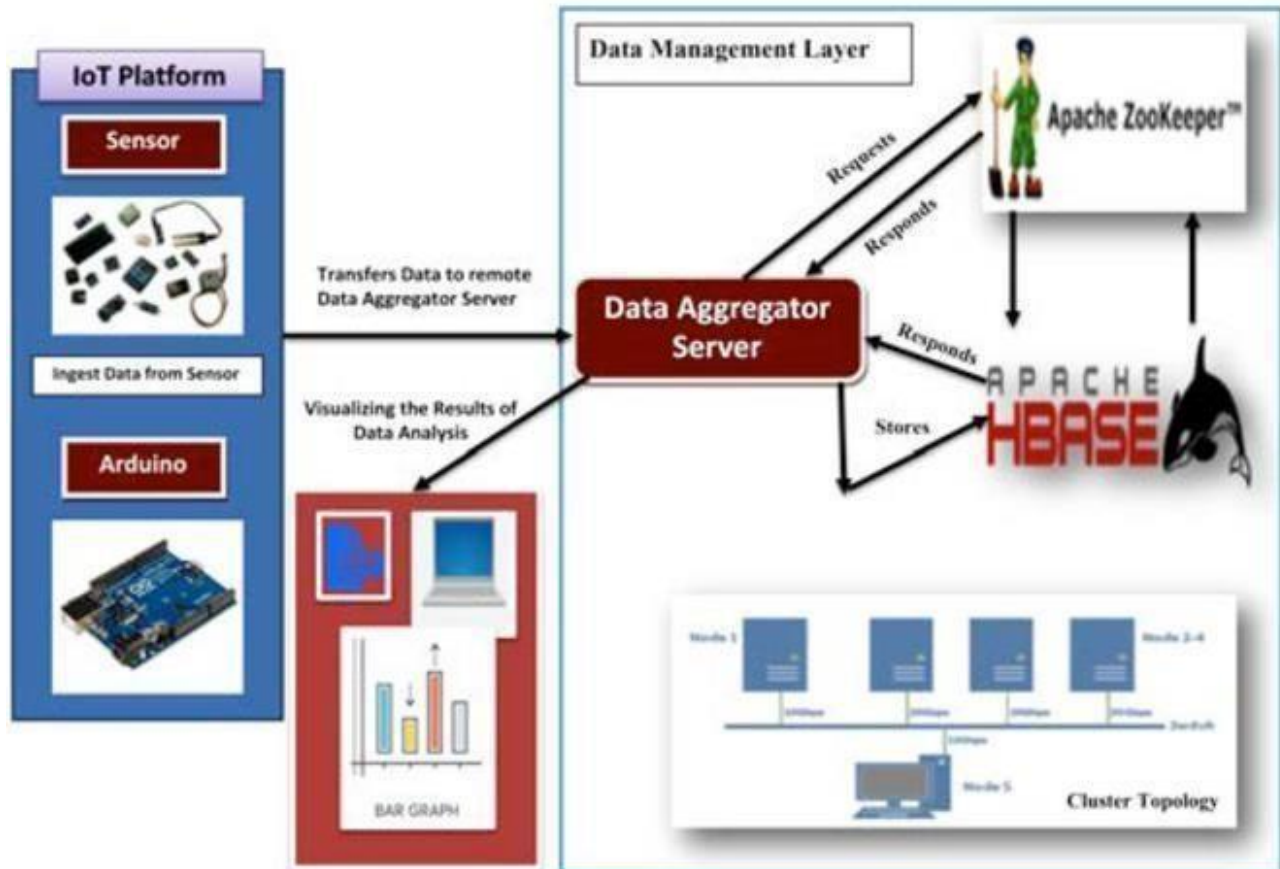 IoT Platform
Sensor
Ingest Data from Sensor
Arduino
Transfers Data to remote
Data Aggregator Server
Visualizing the Results of
Data Analysis
BAR GRAPH
Data Management Layer
Apache ZooKeeper™
Requests
Responds
Data Aggregator
Server
Responds
Stores
APACHE
HBASE
Node 1
Node 2-4
Node 5
Cluster Topology